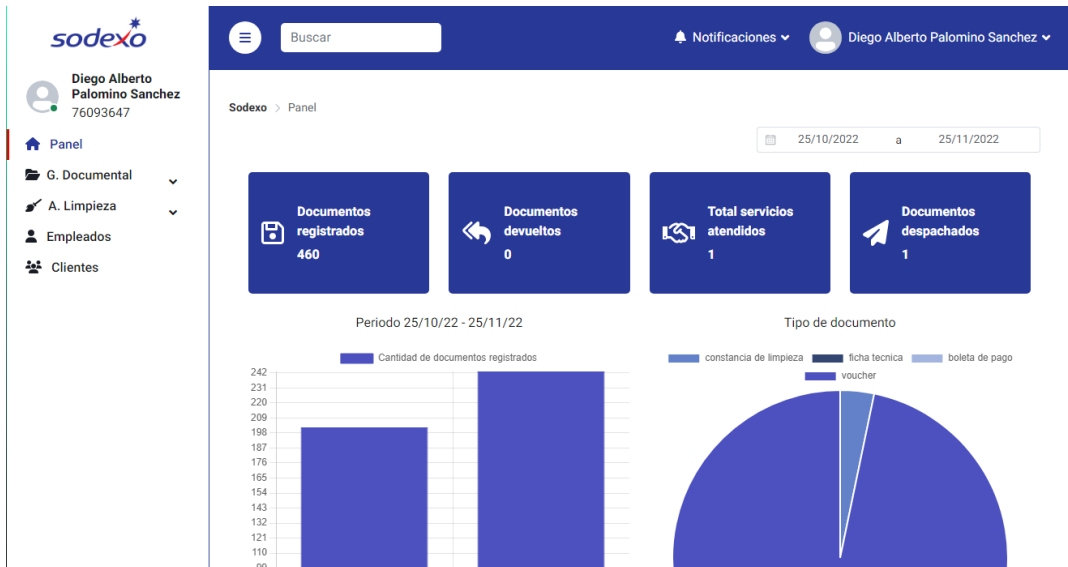 sodexo
Buscar
Notificaciones
Diego Alberto Palomino Sanchez
Diego Alberto
Palomino Sanchez
76093647
Panel
G. Documental
A. Limpieza
Empleados
Clientes
Sodexo > Panel
25/10/2022 a 25/11/2022
Documentos
registrados
460
Documentos
devueltos
0
Total servicios
atendidos
1
Documentos
despachados
1
Periodo 25/10/22 - 25/11/22
Cantidad de documentos registrados
242
231
220
209
198
187
176
165
154
143
132
121
110
99
Tipo de documento
constancia de limpieza
ficha tecnica
boleta de pago
voucher